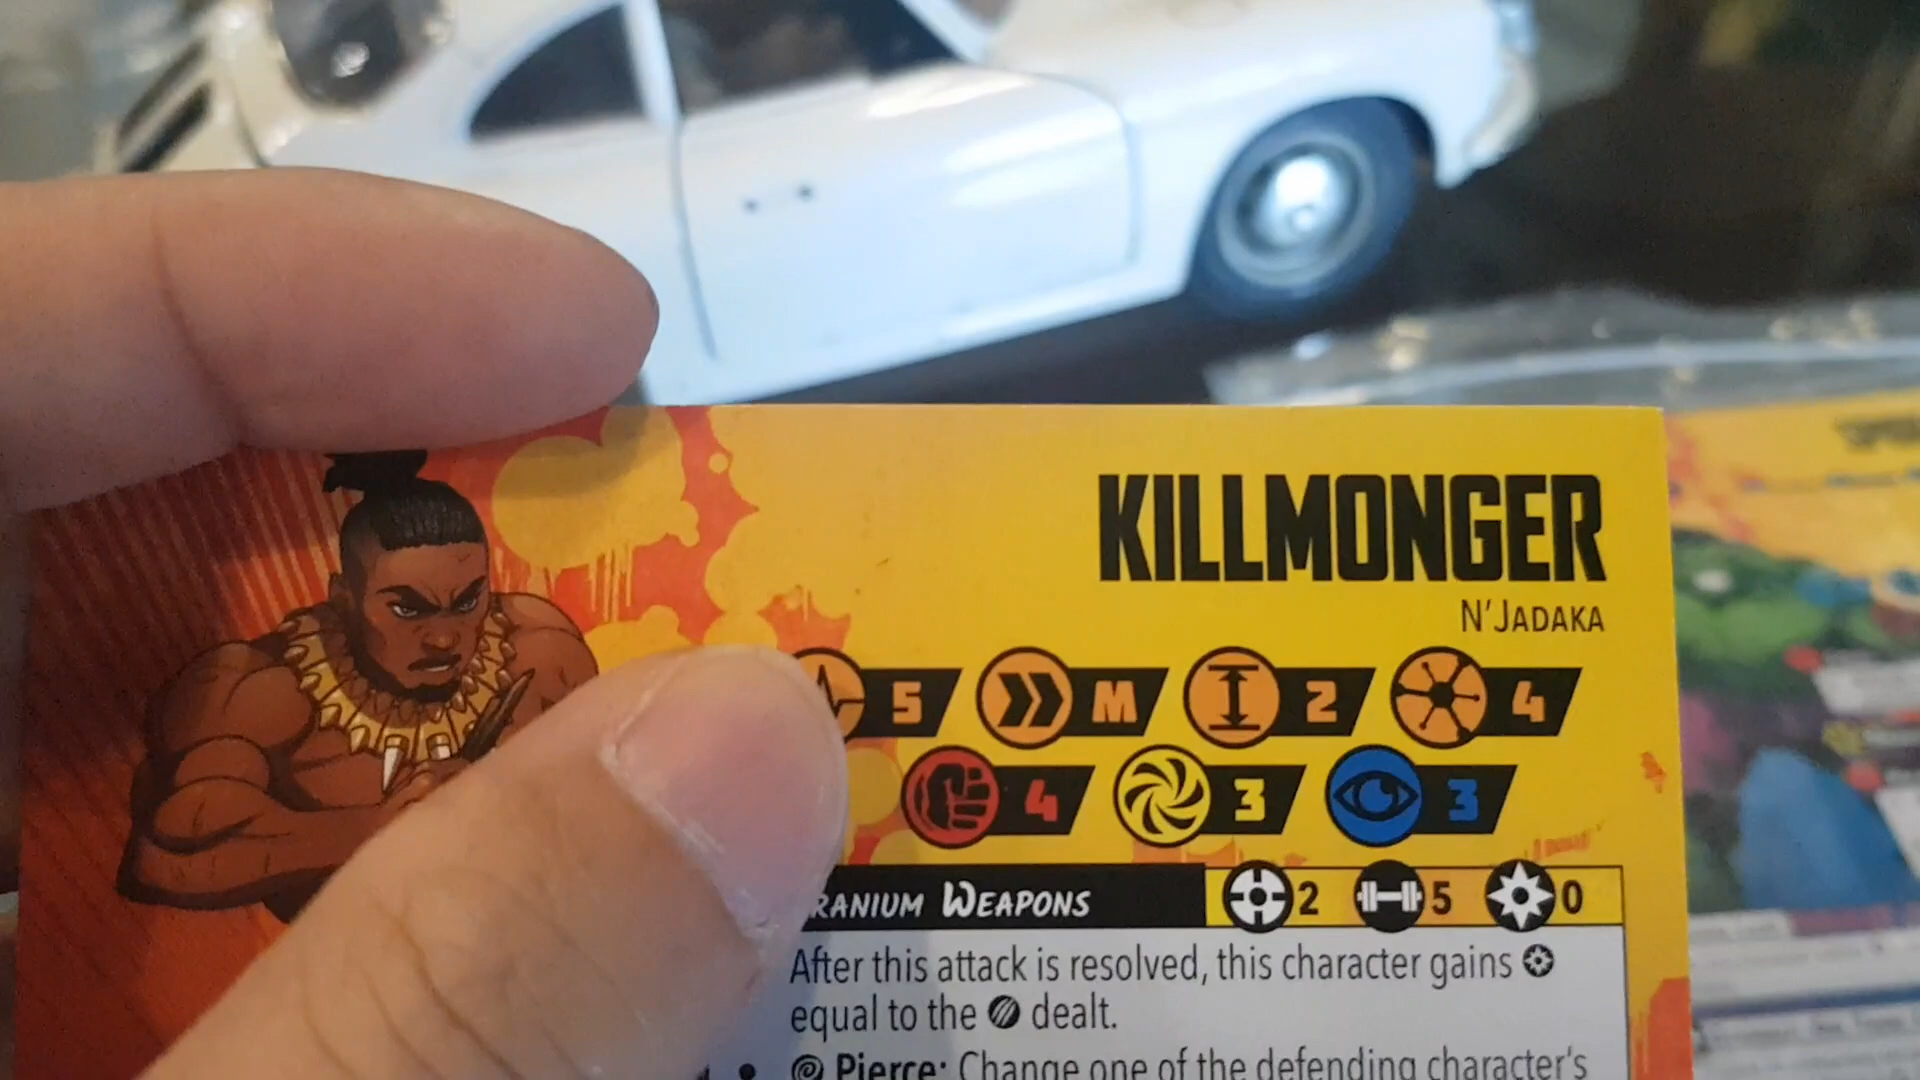 KILLMONGER
N'JADAKA
5 M 2 4
4 3 3
RANIUM WEAPONS 2 5 0
After this attack is resolved, this character gains
equal to the dealt.
Pierce: Change one of the defending character's